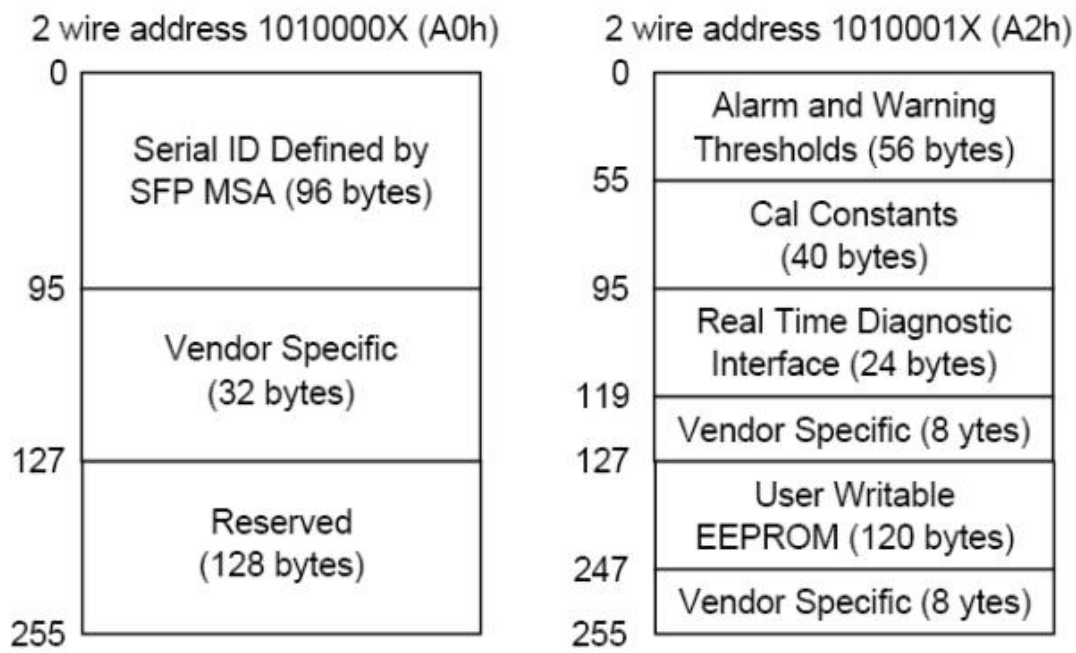 2 wire address 1010000X (A0h)
0
Serial ID Defined by
SFP MSA (96 bytes)
95
Vendor Specific
(32 bytes)
127
Reserved
(128 bytes)
255
2 wire address 1010001X (A2h)
0
Alarm and Warning
Thresholds (56 bytes)
55
Cal Constants
(40 bytes)
95
Real Time Diagnostic
Interface (24 bytes)
119
Vendor Specific (8 ytes)
127
User Writable
EEPROM (120 bytes)
247
Vendor Specific (8 ytes)
255